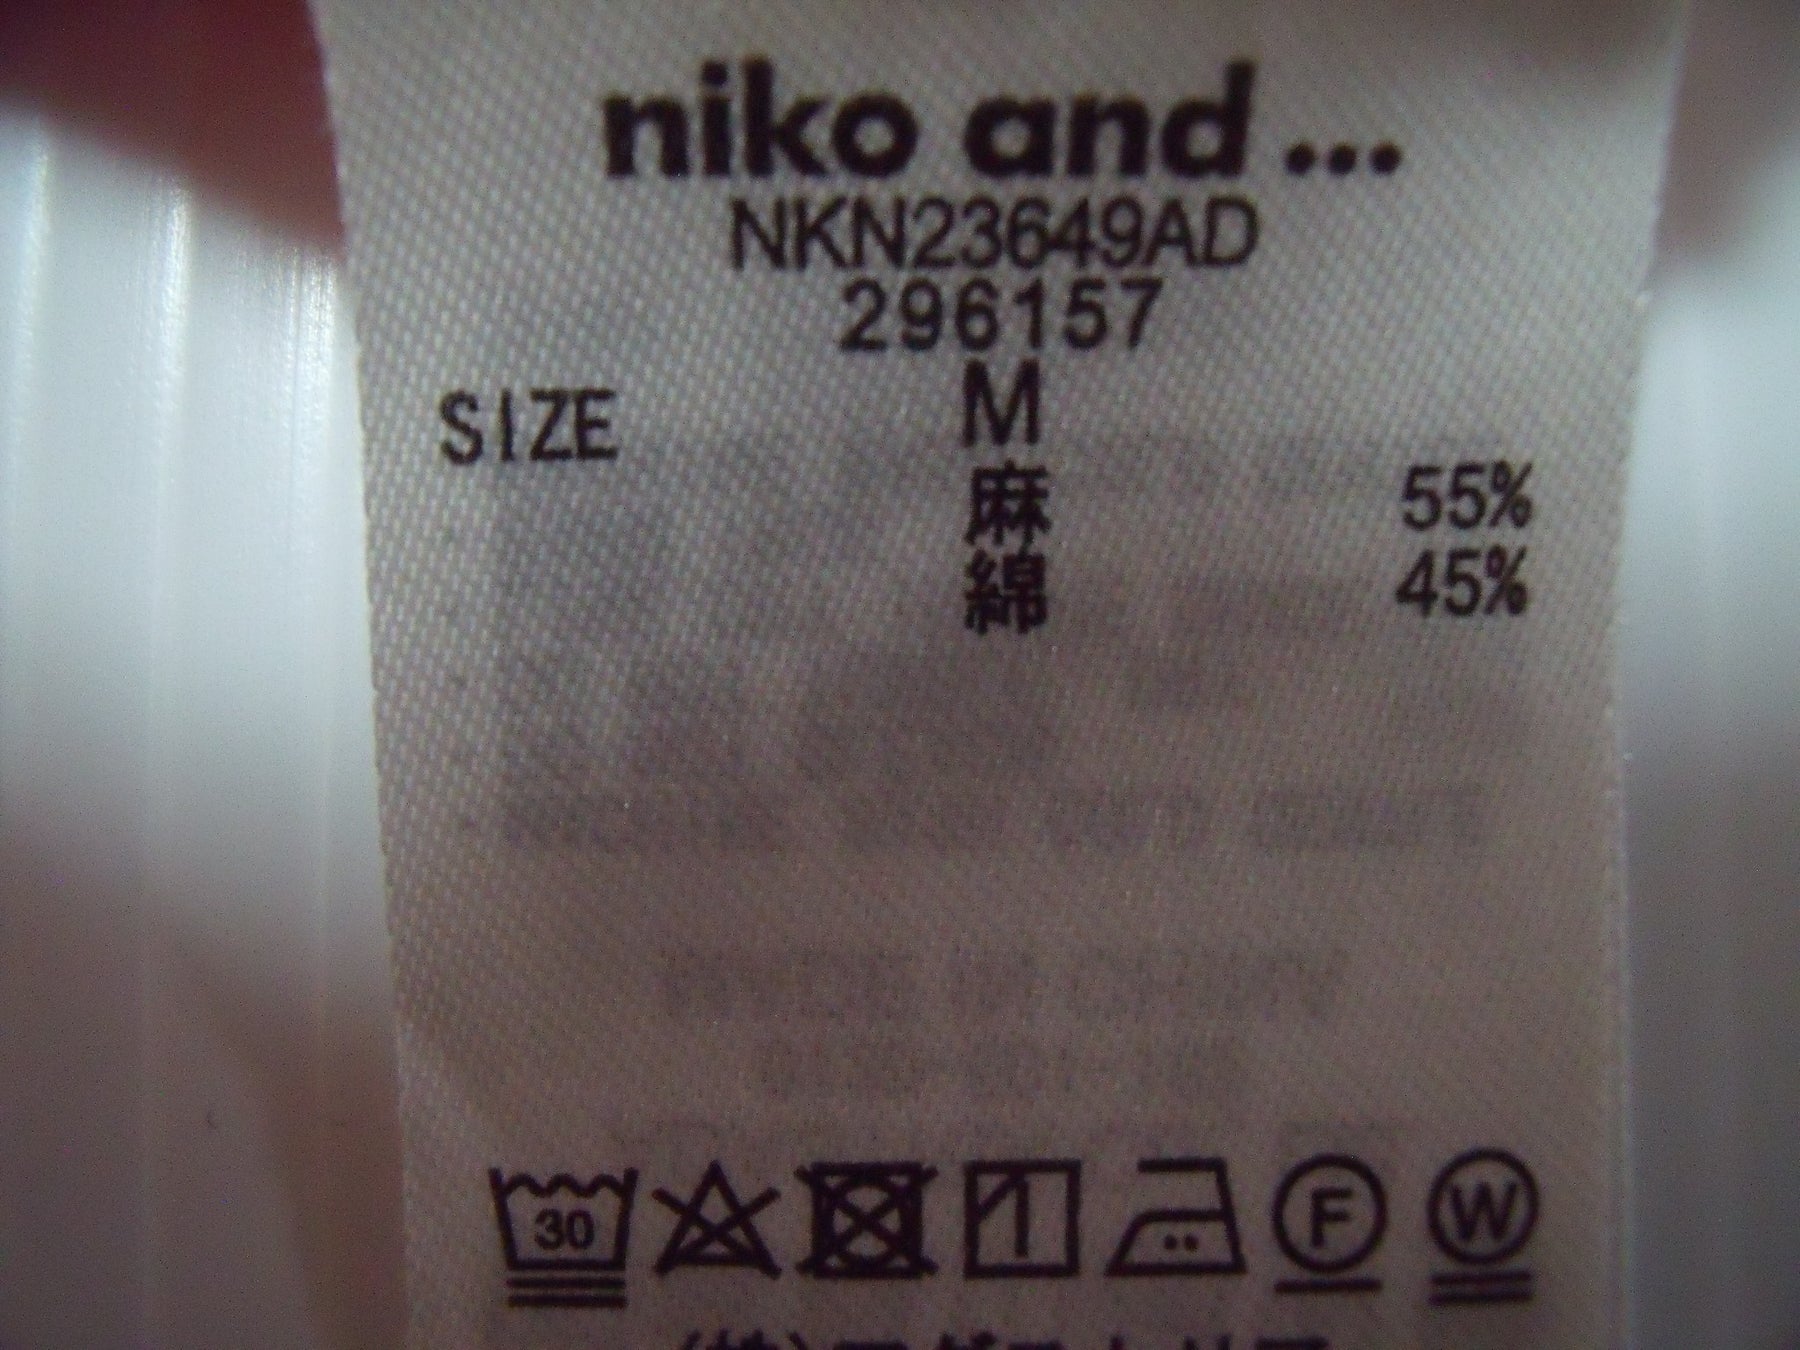 niko and ...
NKN23649AD
296157
SIZE M
麻 55%
綿 45%
30
F W